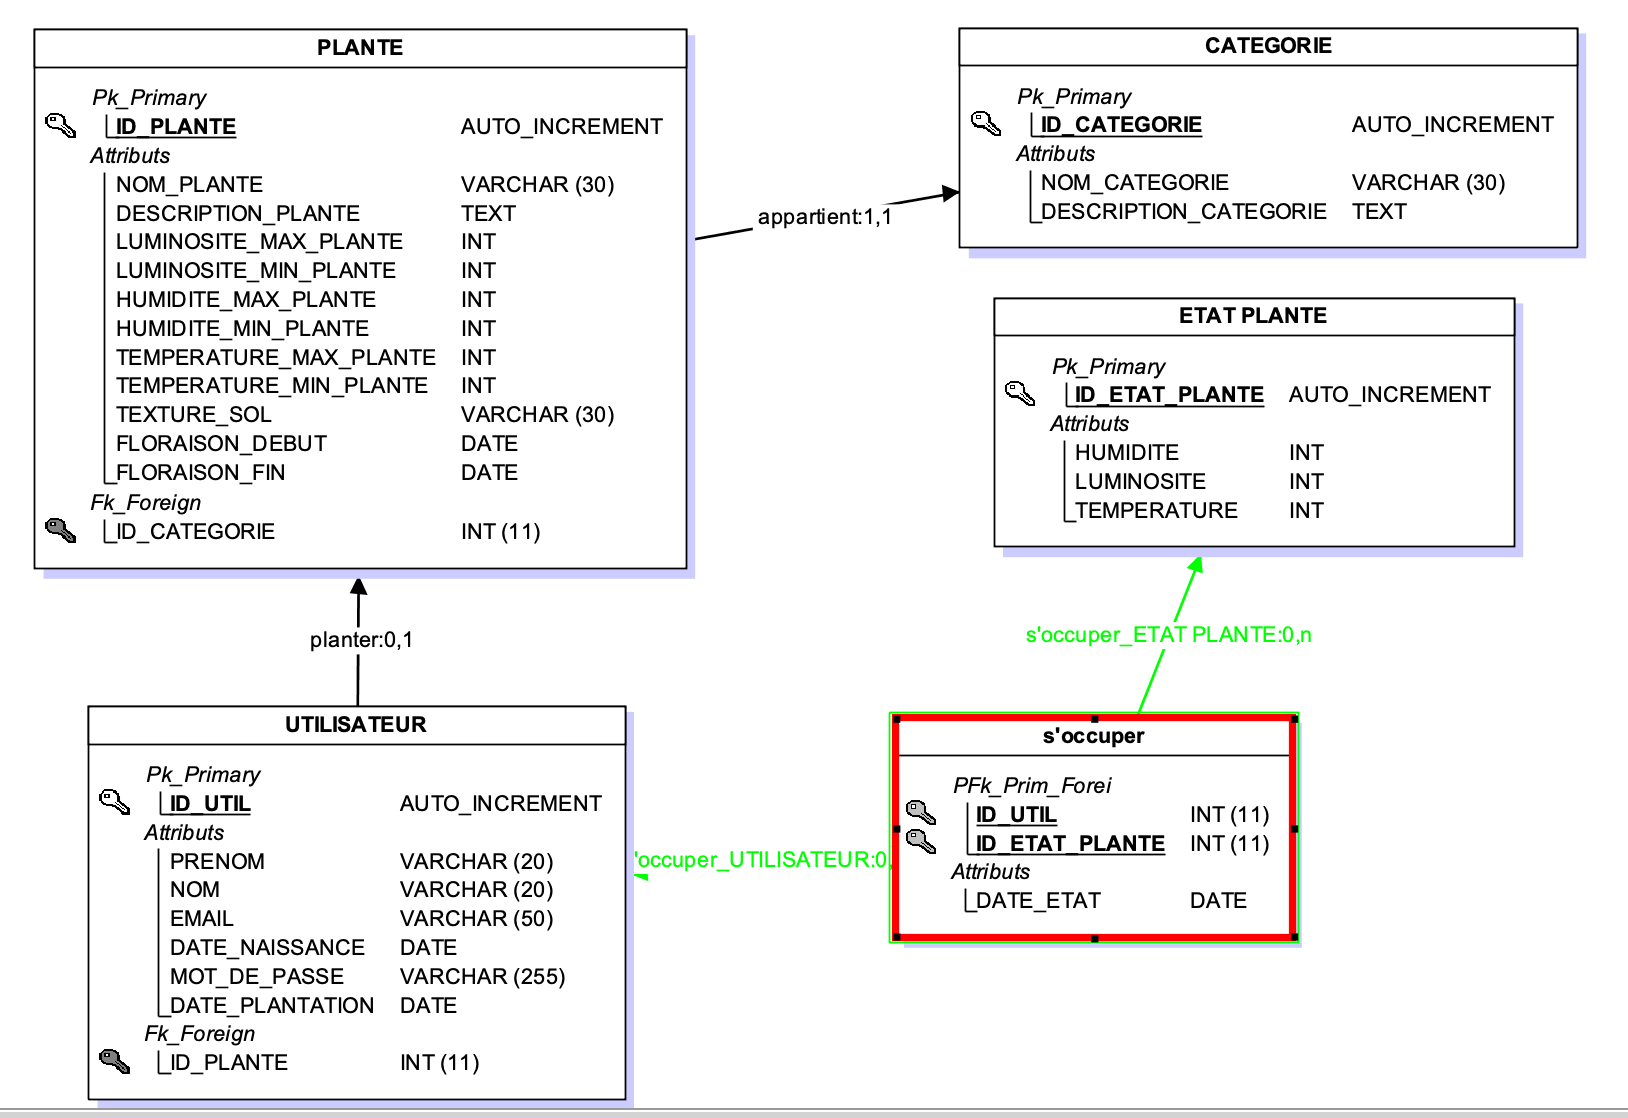 PLANTE
Pk_Primary
ID_PLANTE AUTO_INCREMENT
Attributs
NOM_PLANTE VARCHAR (30)
DESCRIPTION_PLANTE TEXT
LUMINOSITE_MAX_PLANTE INT
LUMINOSITE_MIN_PLANTE INT
HUMIDITE_MAX_PLANTE INT
HUMIDITE_MIN_PLANTE INT
TEMPERATURE_MAX_PLANTE INT
TEMPERATURE_MIN_PLANTE INT
TEXTURE_SOL VARCHAR (30)
FLORAISON_DEBUT DATE
FLORAISON_FIN DATE
Fk_Foreign
ID_CATEGORIE INT (11)
appartient:1,1
CATEGORIE
Pk_Primary
ID_CATEGORIE AUTO_INCREMENT
Attributs
NOM_CATEGORIE VARCHAR (30)
DESCRIPTION_CATEGORIE TEXT
ETAT PLANTE
Pk_Primary
ID_ETAT_PLANTE AUTO_INCREMENT
Attributs
HUMIDITE INT
LUMINOSITE INT
TEMPERATURE INT
planter:0,1
s'occuper_ETAT PLANTE:0,n
UTILISATEUR
Pk_Primary
ID_UTIL AUTO_INCREMENT
Attributs
PRENOM VARCHAR (20)
NOM VARCHAR (20)
EMAIL VARCHAR (50)
DATE_NAISSANCE DATE
MOT_DE_PASSE VARCHAR (255)
DATE_PLANTATION DATE
Fk_Foreign
ID_PLANTE INT (11)
'occuper_UTILISATEUR:0,
s'occuper
PFk_Prim_Forei
ID_UTIL INT (11)
ID_ETAT_PLANTE INT (11)
Attributs
DATE_ETAT DATE